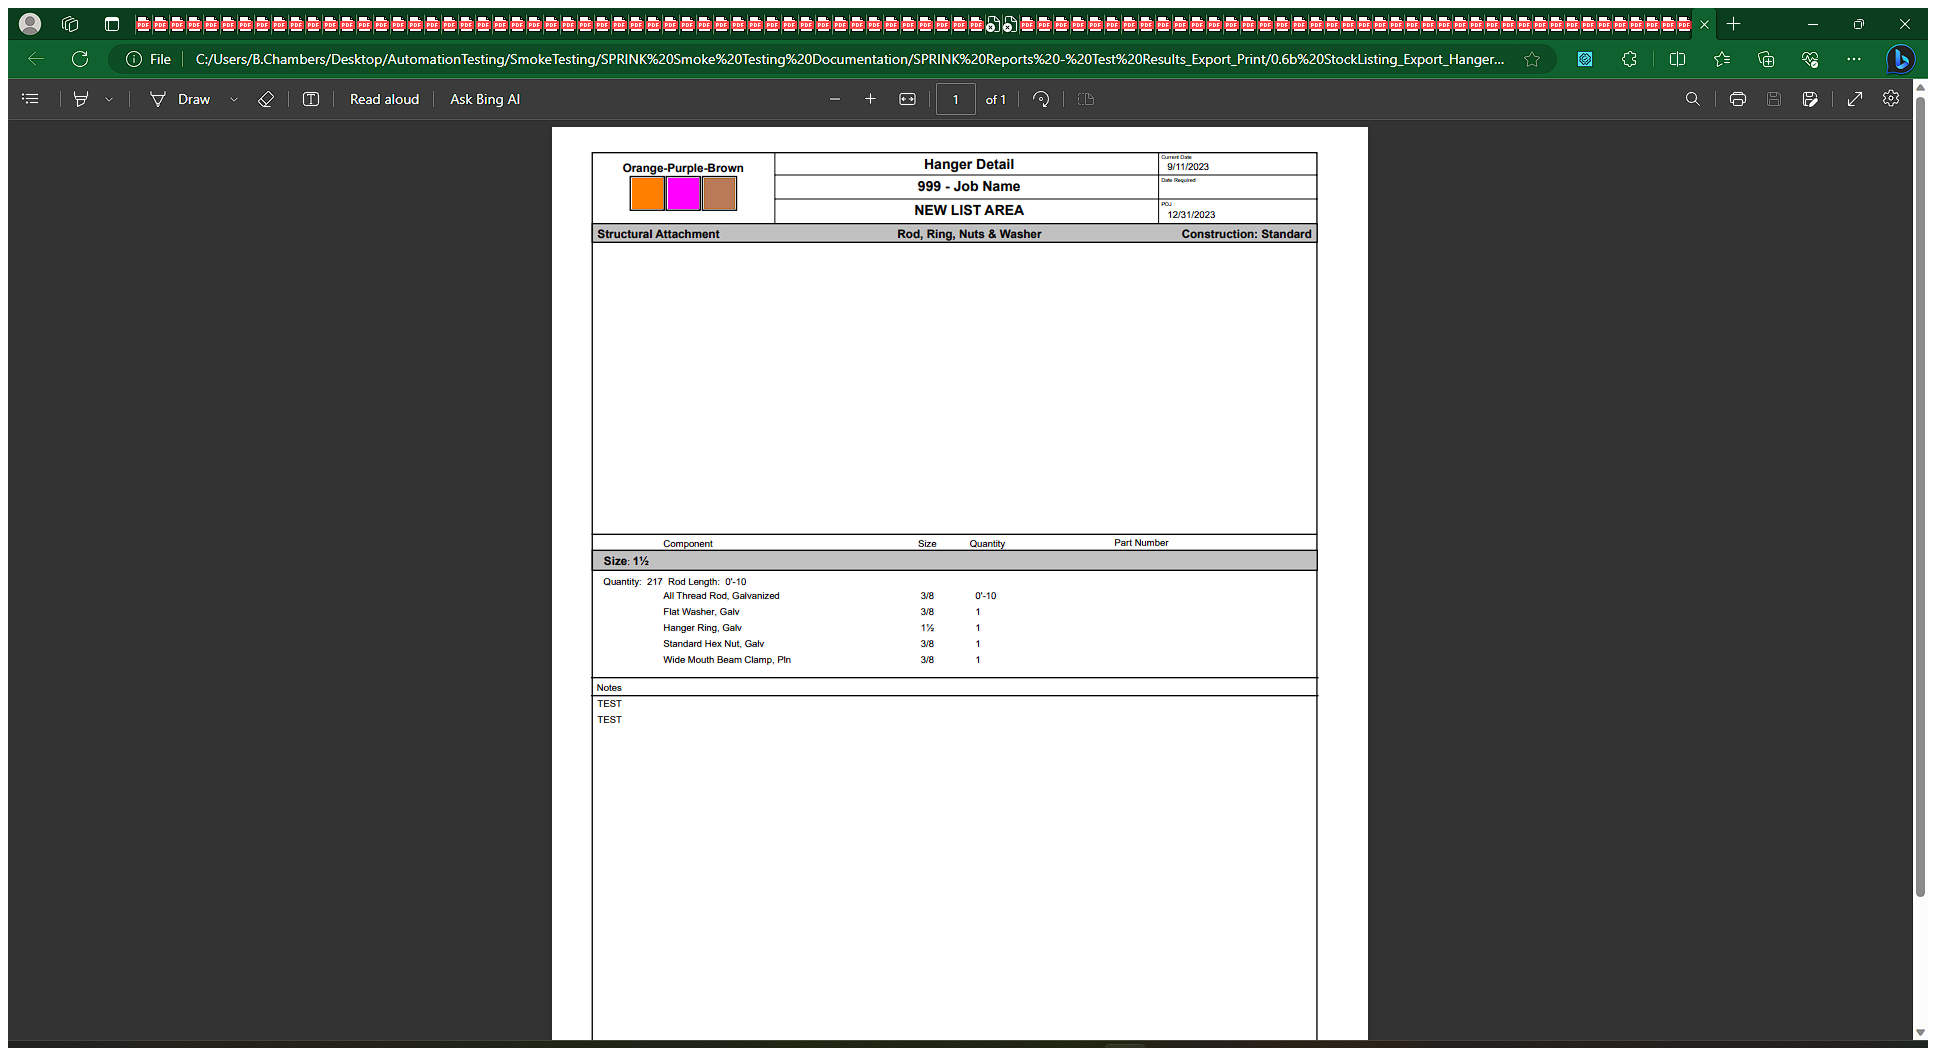 File
C:/Users/B.Chambers/Desktop/AutomationTesting/SmokeTesting/SPRINK%20Smoke%20Testing%20Documentation/SPRINK%20Reports%20-%20Test%20Results_Export_Print/0.6b%20StockListing_Export_Hanger...
Draw
Read aloud
Ask Bing AI
1 of 1
Orange-Purple-Brown
Hanger Detail
999 - Job Name
NEW LIST AREA
Current Date
9/11/2023
Date Required
PDJ
12/31/2023
Structural Attachment Rod, Ring, Nuts & Washer Construction: Standard
Component Size Quantity Part Number
Size: 1½
Quantity: 217 Rod Length: 0'-10
All Thread Rod, Galvanized 3/8 0'-10
Flat Washer, Galv 3/8 1
Hanger Ring, Galv 1½ 1
Standard Hex Nut, Galv 3/8 1
Wide Mouth Beam Clamp, Pln 3/8 1
Notes
TEST
TEST